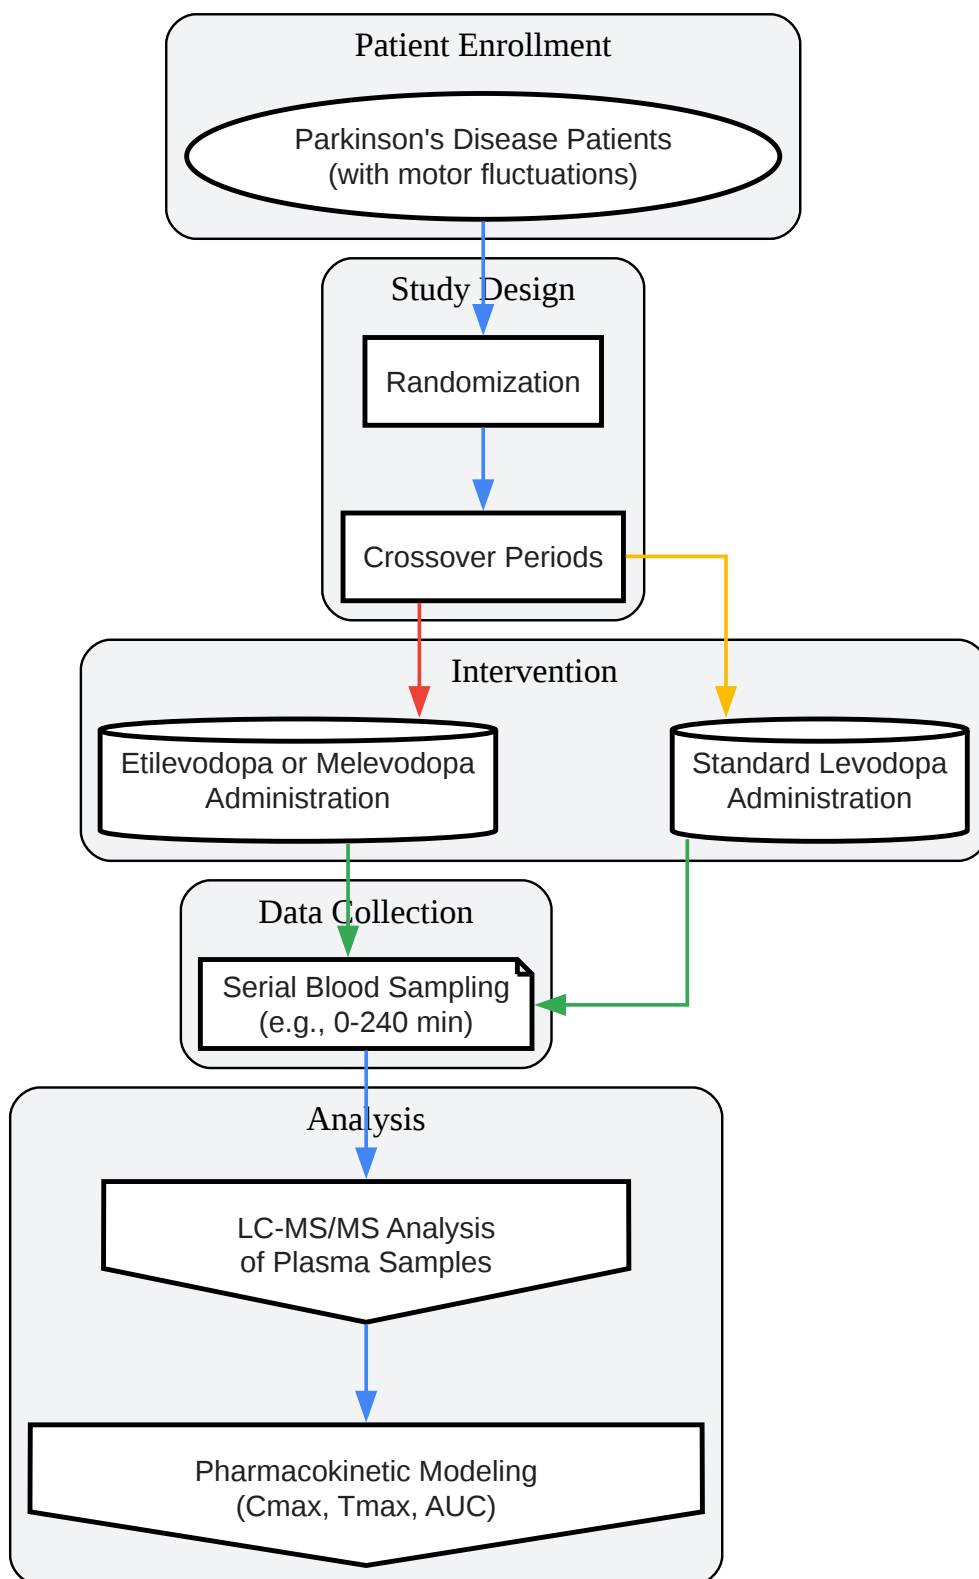 Patient Enrollment
Parkinson's Disease Patients
(with motor fluctuations)
Study Design
Randomization
Crossover Periods
Intervention
Etilevodopa or Melevodopa
Administration
Standard Levodopa
Administration
Data Collection
Serial Blood Sampling
(e.g., 0-240 min)
Analysis
LC-MS/MS Analysis
of Plasma Samples
Pharmacokinetic Modeling
(Cmax, Tmax, AUC)